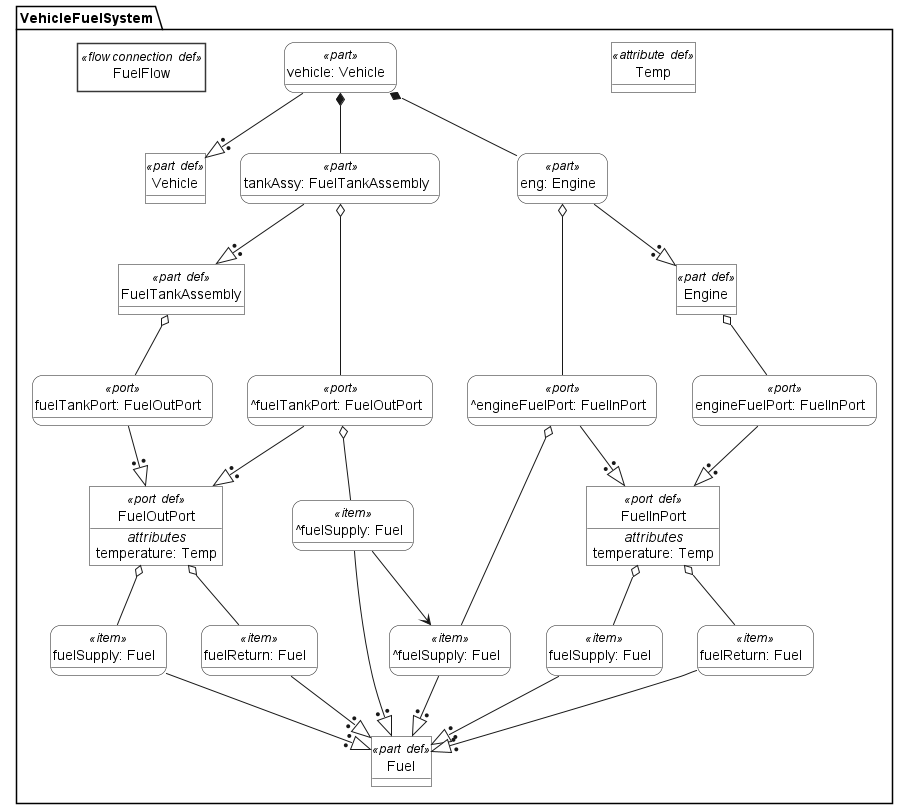 VehicleFuelSystem
«flow connection def»
FuelFlow
«part»
vehicle: Vehicle
«attribute def»
Temp
«part def»
Vehicle
«part»
tankAssy: FuelTankAssembly
«part»
eng: Engine
«part def»
FuelTankAssembly
«part def»
Engine
«port»
fuelTankPort: FuelOutPort
«port»
^fuelTankPort: FuelOutPort
«port»
^engineFuelPort: FuelInPort
«port»
engineFuelPort: FuelInPort
«port def»
FuelOutPort
attributes
temperature: Temp
«item»
^fuelSupply: Fuel
«port def»
FuelInPort
attributes
temperature: Temp
«item»
fuelSupply: Fuel
«item»
fuelReturn: Fuel
«item»
^fuelSupply: Fuel
«item»
fuelSupply: Fuel
«item»
fuelReturn: Fuel
«part def»
Fuel